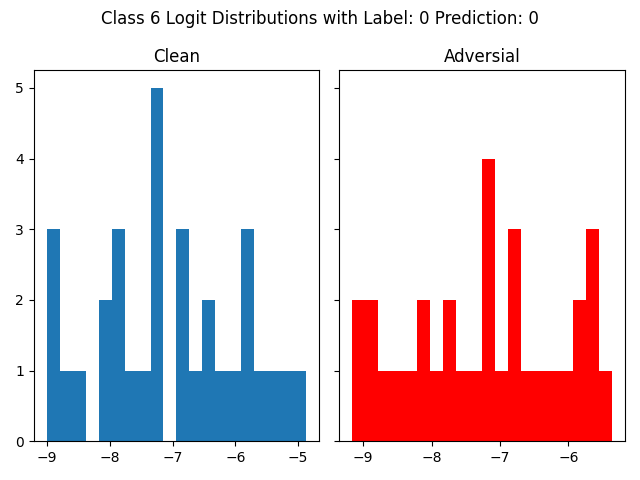 Class 6 Logit Distributions with Label: 0 Prediction: 0
Clean
Adversial
5
4
3
2
1
0
−9 −8 −7 −6 −5
−9 −8 −7 −6